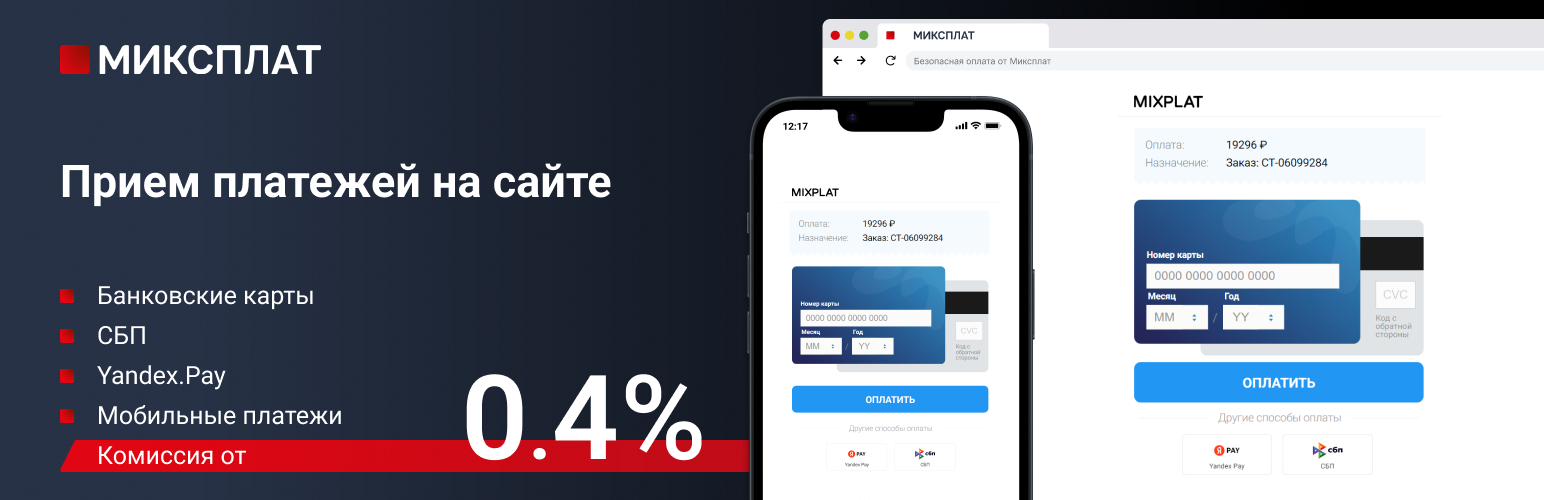 МИКСПЛАТ
Прием платежей на сайте
Банковские карты
СБП
Yandex.Pay
Мобильные платежи
Комиссия от
0.4%
12:17
MIXPLAT
Оплата: 19296 ₽
Назначение: Заказ: СТ-06099284
Номер карты
0000 0000 0000 0000
Месяц Год
MM / YY
CVC
Код с
обратной
стороны
ОПЛАТИТЬ
Другие способы оплаты
Я PAY
Yandex Pay
сбп
СБП
МИКСПЛАТ
Безопасная оплата от Миксплат
MIXPLAT
Оплата: 19296 ₽
Назначение: Заказ: СТ-06099284
Номер карты
0000 0000 0000 0000
Месяц Год
MM / YY
CVC
Код с
обратной
стороны
ОПЛАТИТЬ
Другие способы оплаты
Я PAY
Yandex Pay
сбп
СБП